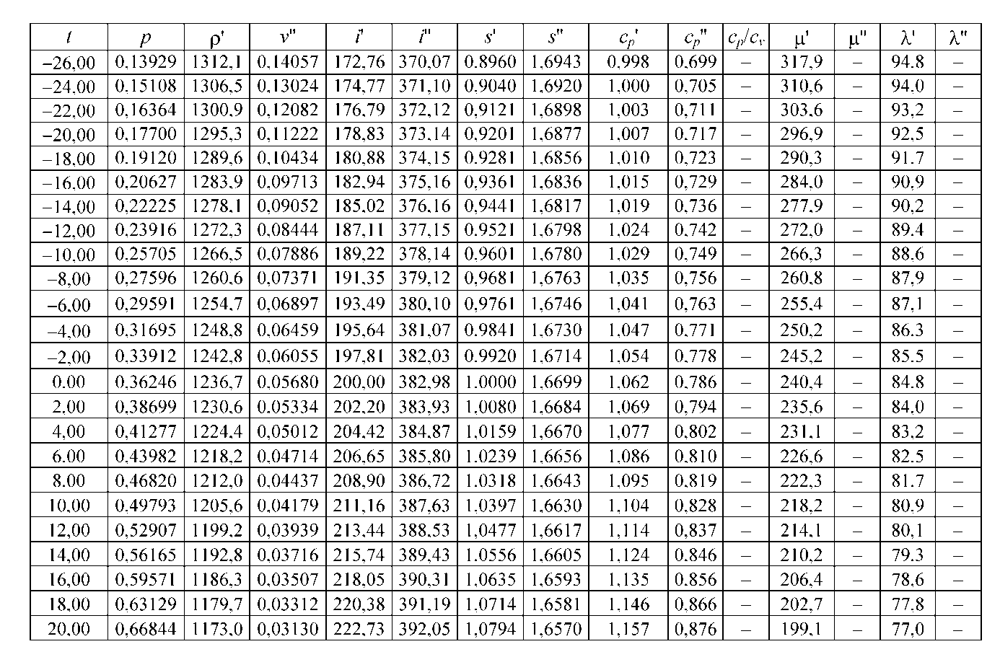 t p ρ' v" i' i" s' s" cp' cp" cp/cv μ' μ" λ' λ"
–26,00 0,13929 1312,1 0,14057 172,76 370,07 0.8960 1,6943 0,998 0,699 – 317,9 – 94.8 –
–24,00 0,15108 1306,5 0,13024 174,77 371,10 0.9040 1,6920 1,000 0,705 – 310,6 – 94,0 –
–22,00 0,16364 1300,9 0,12082 176,79 372,12 0,9121 1,6898 1,003 0,711 – 303,6 – 93,2 –
–20,00 0,17700 1295,3 0,11222 178,83 373,14 0,9201 1,6877 1,007 0.717 – 296,9 – 92,5 –
–18,00 0.19120 1289,6 0,10434 180,88 374,15 0.9281 1,6856 1,010 0,723 – 290,3 – 91.7 –
–16,00 0,20627 1283,9 0,09713 182,94 375,16 0,9361 1,6836 1,015 0,729 – 284,0 – 90,9 –
–14,00 0,22225 1278,1 0,09052 185,02 376,16 0,9441 1,6817 1,019 0,736 – 277,9 – 90,2 –
–12,00 0,23916 1272,3 0,08444 187,11 377,15 0.9521 1,6798 1,024 0,742 – 272,0 – 89.4 –
–10,00 0,25705 1266,5 0,07886 189,22 378,14 0,9601 1,6780 1,029 0,749 – 266,3 – 88,6 –
–8,00 0,27596 1260,6 0,07371 191,35 379,12 0,9681 1,6763 1,035 0,756 – 260,8 – 87,9 –
–6,00 0,29591 1254,7 0,06897 193,49 380,10 0,9761 1,6746 1,041 0,763 – 255,4 – 87,1 –
–4,00 0,31695 1248,8 0,06459 195,64 381,07 0.9841 1,6730 1,047 0,771 – 250,2 – 86.3 –
–2,00 0,33912 1242,8 0,06055 197,81 382,03 0.9920 1,6714 1,054 0,778 – 245,2 – 85.5 –
0.00 0,36246 1236,7 0,05680 200,00 382,98 1.0000 1,6699 1,062 0,786 – 240,4 – 84.8 –
2,00 0,38699 1230,6 0,05334 202,20 383,93 1,0080 1,6684 1,069 0,794 – 235,6 – 84,0 –
4,00 0,41277 1224,4 0,05012 204,42 384,87 1,0159 1,6670 1,077 0,802 – 231,1 – 83,2 –
6.00 0,43982 1218,2 0,04714 206,65 385,80 1.0239 1,6656 1,086 0,810 – 226,6 – 82.5 –
8.00 0,46820 1212,0 0,04437 208,90 386,72 1.0318 1,6643 1,095 0,819 – 222,3 – 81.7 –
10,00 0,49793 1205,6 0,04179 211,16 387,63 1.0397 1,6630 1,104 0,828 – 218,2 – 80,9 –
12,00 0,52907 1199,2 0,03939 213,44 388,53 1,0477 1,6617 1,114 0,837 – 214,1 – 80,1 –
14,00 0,56165 1192,8 0,03716 215,74 389,43 1.0556 1,6605 1,124 0.846 – 210,2 – 79.3 –
16,00 0,59571 1186,3 0,03507 218,05 390,31 1,0635 1,6593 1,135 0,856 – 206,4 – 78,6 –
18,00 0,63129 1179,7 0,03312 220,38 391,19 1,0714 1,6581 1,146 0,866 – 202,7 – 77,8 –
20,00 0,66844 1173,0 0,03130 222,73 392,05 1,0794 1,6570 1,157 0,876 – 199,1 – 77,0 –